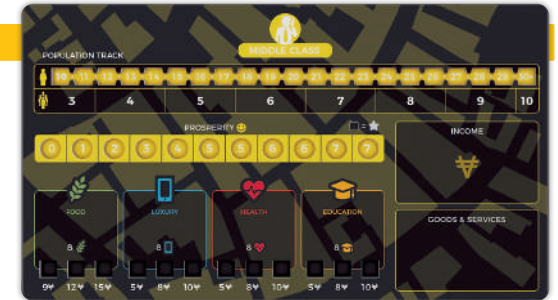 MIDDLE CLASS
POPULATION TRACK
10 11 12 13 14 15 16 17 18 19 20 21 22 23 24 25 26 27 28 29 30+
3 4 5 6 7 8 9 10
PROSPERITY
0 1 2 3 4 5 5 6 6 7 7
INCOME
FOOD LUXURY HEALTH EDUCATION
GOODS & SERVICES
8 8 8 8
9₩ 12₩ 15₩ 5₩ 8₩ 10₩ 5₩ 8₩ 10₩ 5₩ 8₩ 10₩